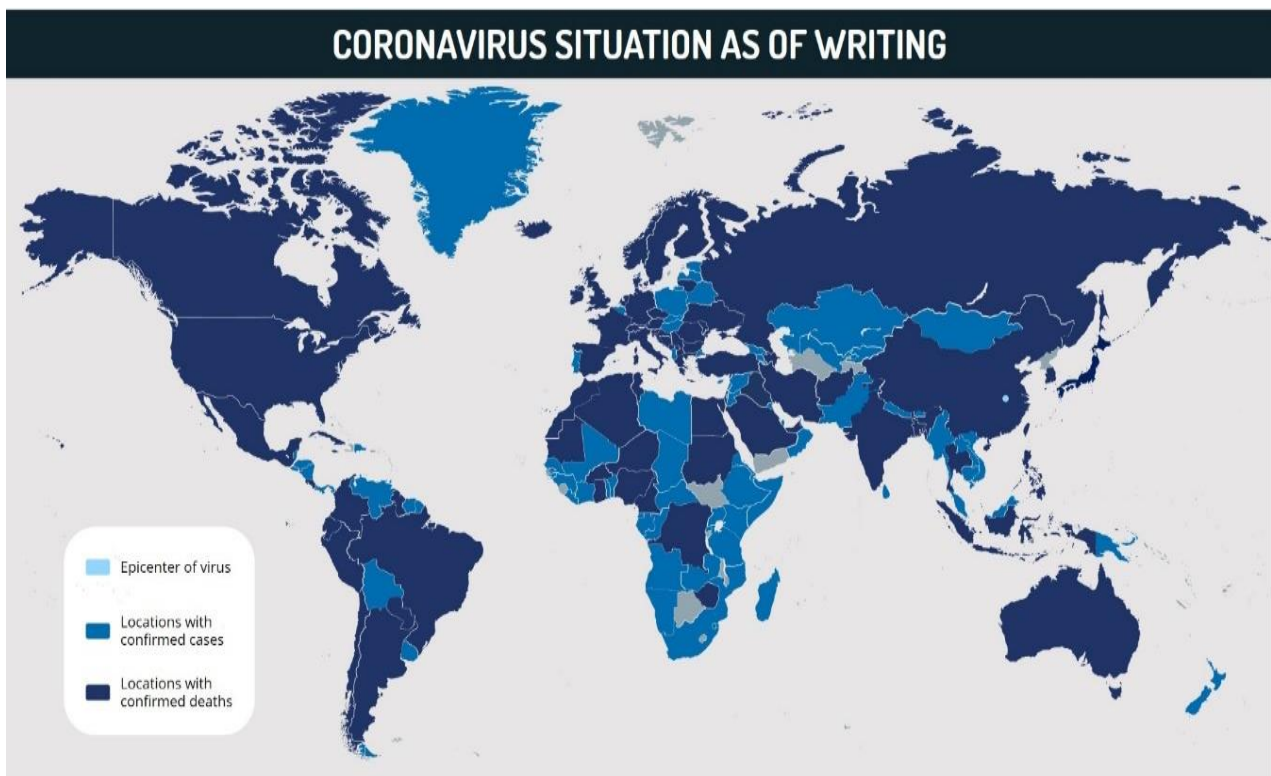 CORONAVIRUS SITUATION AS OF WRITING
Epicenter of virus
Locations with
confirmed cases
Locations with
confirmed deaths